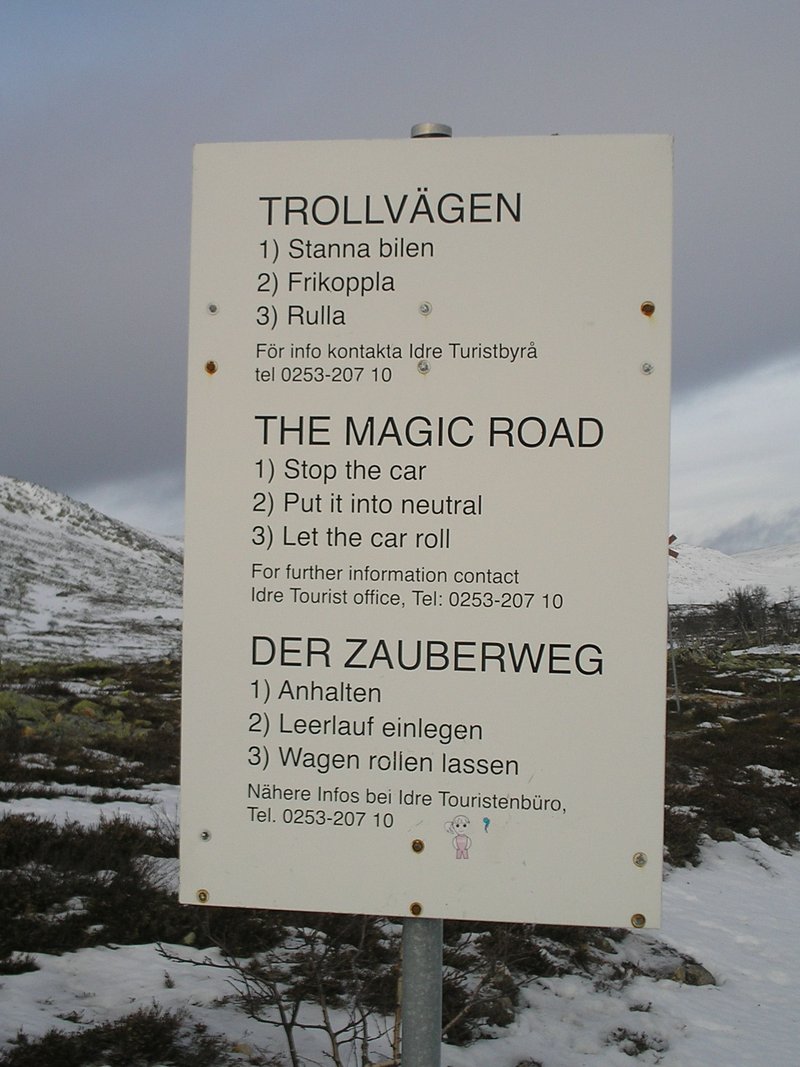 TROLLVÄGEN
1) Stanna bilen
2) Frikoppla
3) Rulla
För info kontakta Idre Turistbyrå
tel 0253-207 10
THE MAGIC ROAD
1) Stop the car
2) Put it into neutral
3) Let the car roll
For further information contact
Idre Tourist office, Tel: 0253-207 10
DER ZAUBERWEG
1) Anhalten
2) Leerlauf einlegen
3) Wagen rollen lassen
Nähere Infos bei Idre Touristenbüro,
Tel. 0253-207 10